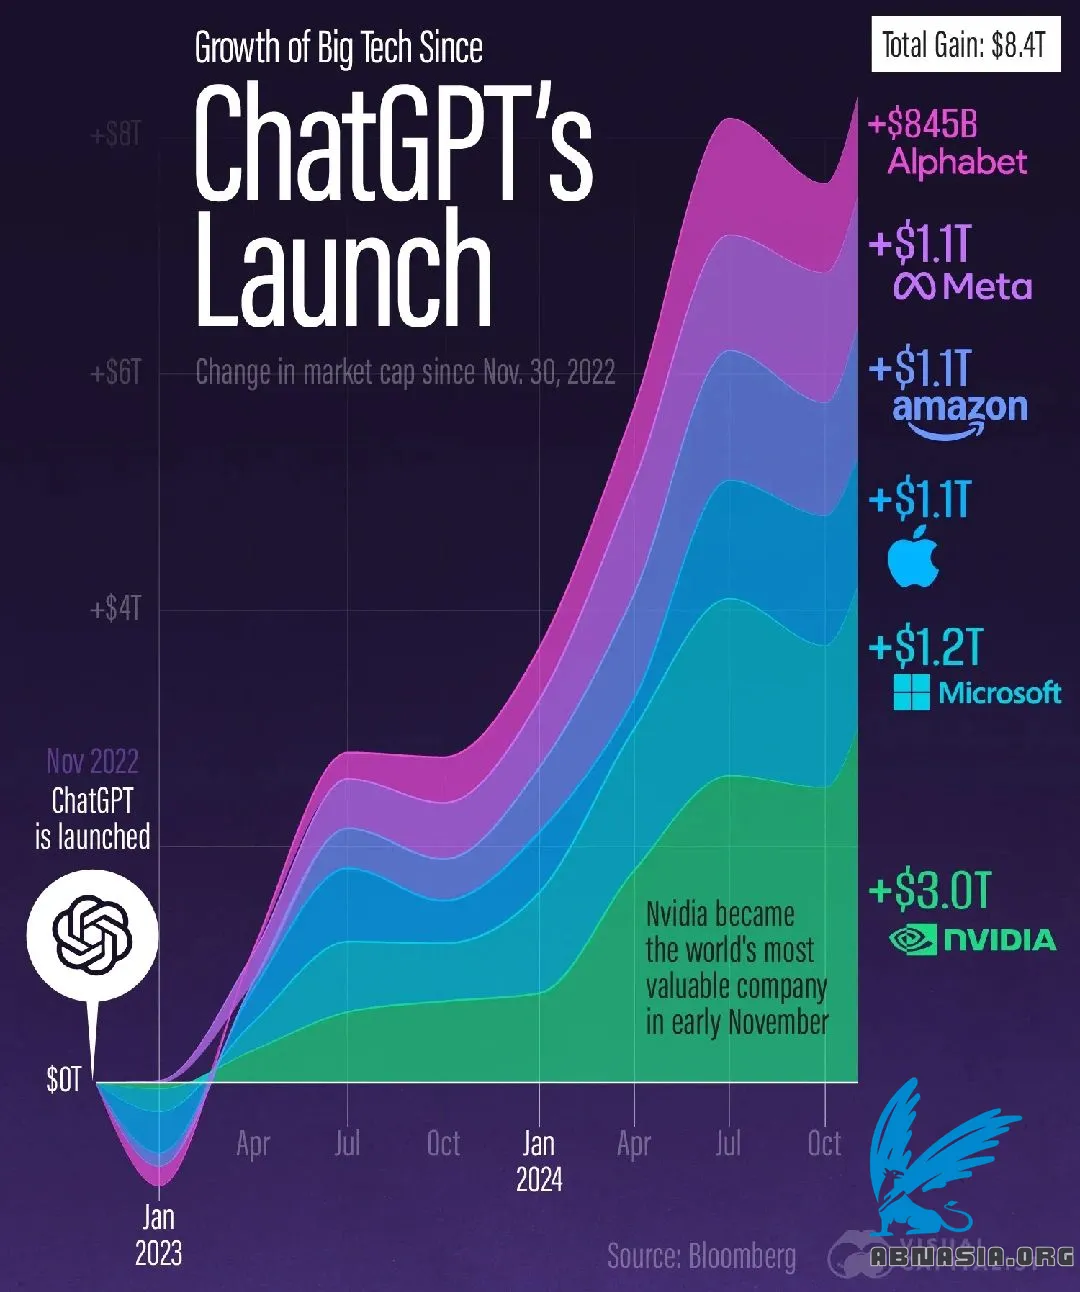 Growth of Big Tech Since
ChatGPT's
Launch
Change in market cap since Nov. 30, 2022
Total Gain: $8.4T
+$8T
+$6T
+$4T
$0T
+$845B
Alphabet
+$1.1T
Meta
+$1.1T
amazon
+$1.1T
+$1.2T
Microsoft
+$3.0T
NVIDIA
Nov 2022
ChatGPT
is launched
Nvidia became
the world's most
valuable company
in early November
Jan
2023
Apr
Jul
Oct
Jan
2024
Apr
Jul
Oct
Source: Bloomberg
VISUAL
ABMASIA.ORG